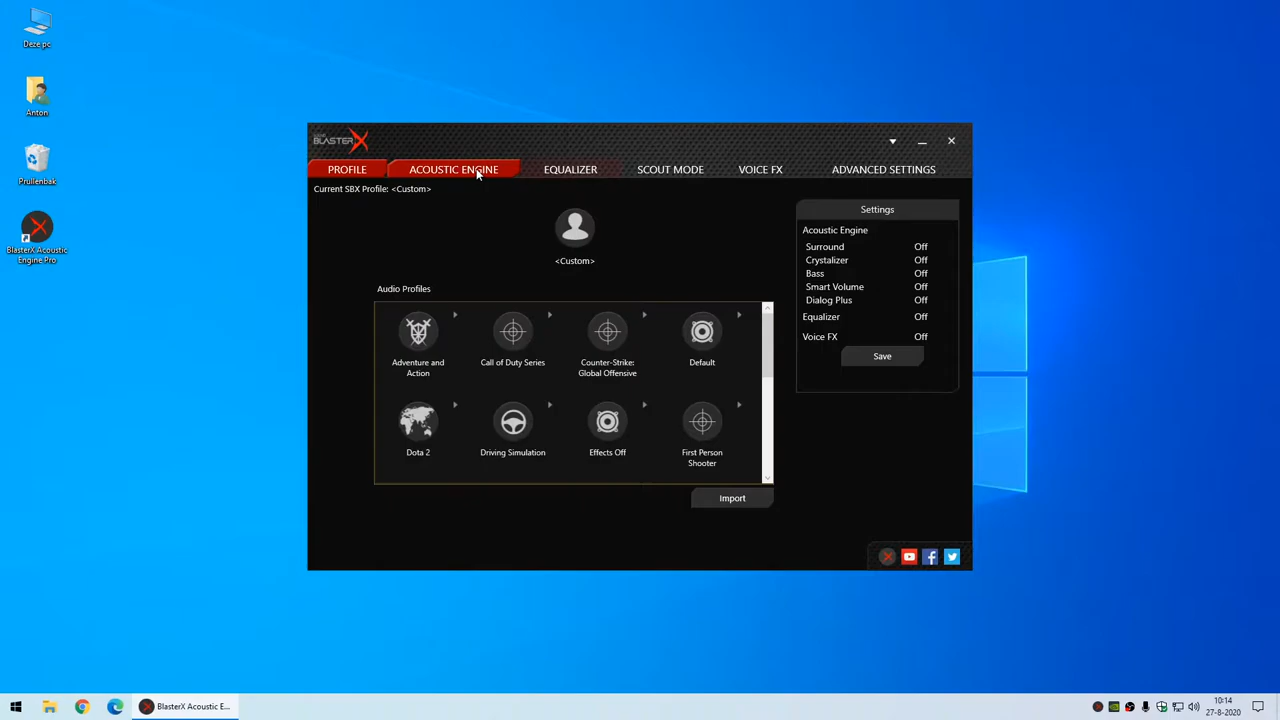 Deze pc
Anton
Prullenbak
BlasterX Acoustic
Engine Pro
BLASTERX
PROFILE
ACOUSTIC ENGINE
EQUALIZER
SCOUT MODE
VOICE FX
ADVANCED SETTINGS
Current SBX Profile: <Custom>
<Custom>
Audio Profiles
Adventure and
Action
Call of Duty Series
Counter-Strike:
Global Offensive
Default
Dota 2
Driving Simulation
Effects Off
First Person
Shooter
Import
Settings
Acoustic Engine
Surround Off
Crystalizer Off
Bass Off
Smart Volume Off
Dialog Plus Off
Equalizer Off
Voice FX Off
Save
BlasterX Acoustic E...
10:14
27-8-2020